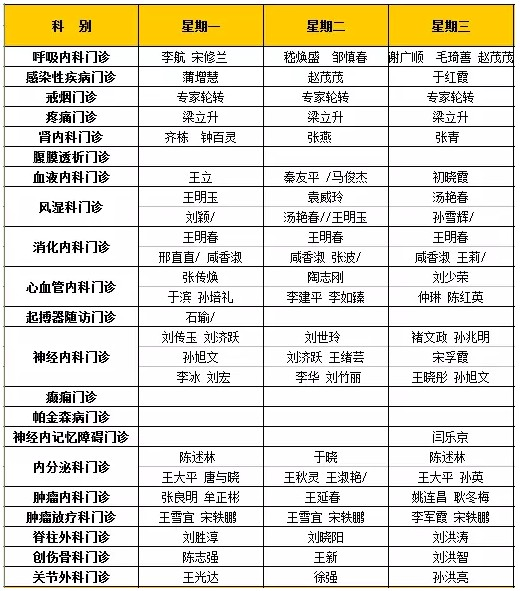 科 别 星期一 星期二 星期三
呼吸内科门诊 李航 宋修兰 嵇焕盛 邹慎春 谢广顺 毛琦善 赵茂茂
感染性疾病门诊 蒲增慧 赵茂茂 于红霞
戒烟门诊 专家轮转 专家轮转 专家轮转
疼痛门诊 梁立升 梁立升 梁立升
肾内科门诊 齐栋 钟百灵 张燕 张青
腹膜透析门诊
血液内科门诊 王立 秦友平 /马俊杰 初晓霞
风湿科门诊 王明玉 袁威玲 汤艳春
刘颖/ 汤艳春//王明玉 孙雪辉/
消化内科门诊 王明春 王明春 王明春
邢直直/ 咸香淑 咸香淑 张波/ 咸香淑 王莉/
心血管内科门诊 张传焕 陶志刚 刘少荣
于滨 孙培礼 李建平 李如臻 仲琳 陈红英
起搏器随访门诊 石瑜/
神经内科门诊 刘传玉 刘济跃 刘世玲 褚文政 孙兆明
孙旭文 刘济跃 王绪芸 宋孚霞
李冰 刘宏 李华 刘竹丽 王晓彤 孙旭文
癫痫门诊
帕金森病门诊
神经内记忆障碍门诊 闫乐京
内分泌科门诊 陈述林 于晓 陈述林
王大平 唐与晓 王秋灵 王淑艳/ 王大平 孙英
肿瘤内科门诊 张良明 牟正彬 王延春 姚连昌 耿冬梅
肿瘤放疗科门诊 王雪宜 宋轶鹏 王雪宜 宋轶鹏 李军霞 宋轶鹏
脊柱外科门诊 刘胜淳 刘晓阳 刘洪涛
创伤骨科门诊 陈志强 王新 刘洪智
关节外科门诊 王光达 徐强 孙洪亮